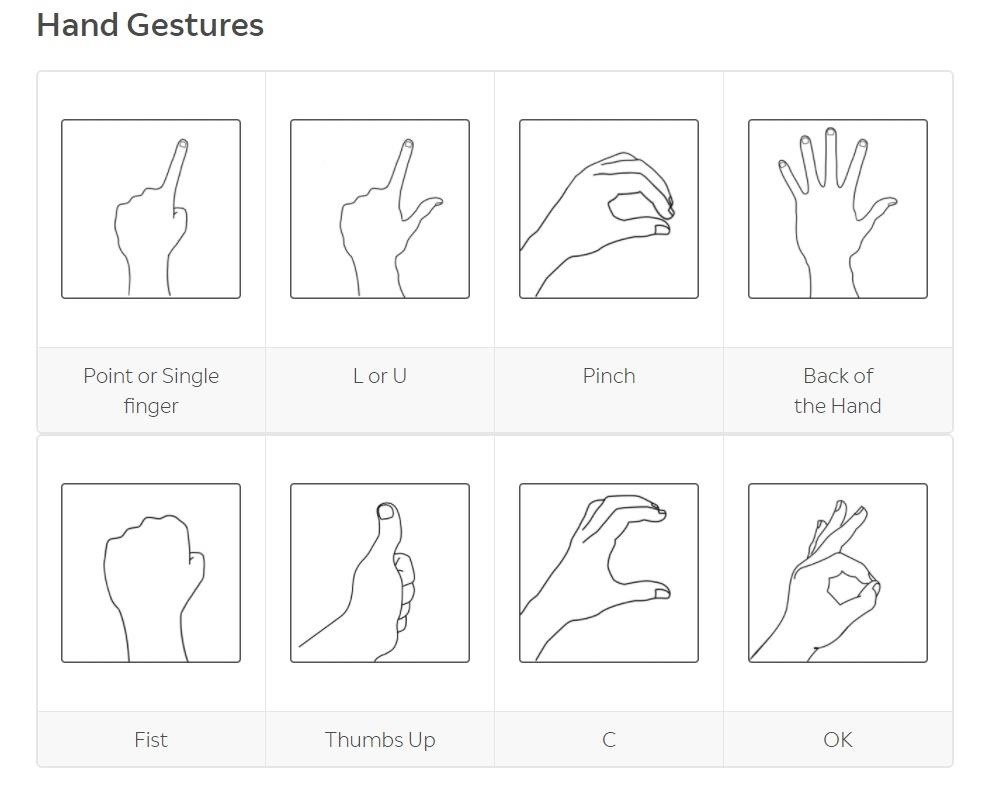 Hand Gestures
Point or Single
finger
L or U
Pinch
Back of
the Hand
Fist
Thumbs Up
C
OK